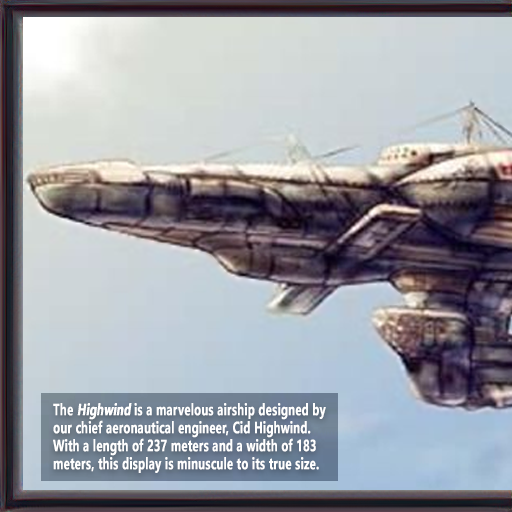 The Highwind is a marvelous airship designed by
our chief aeronautical engineer, Cid Highwind.
With a length of 237 meters and a width of 183
meters, this display is minuscule to its true size.